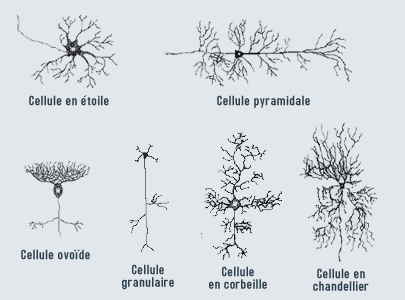 Cellule en étoile
Cellule pyramidale
Cellule ovoïde
Cellule
granulaire
Cellule
en corbeille
Cellule en
chandellier